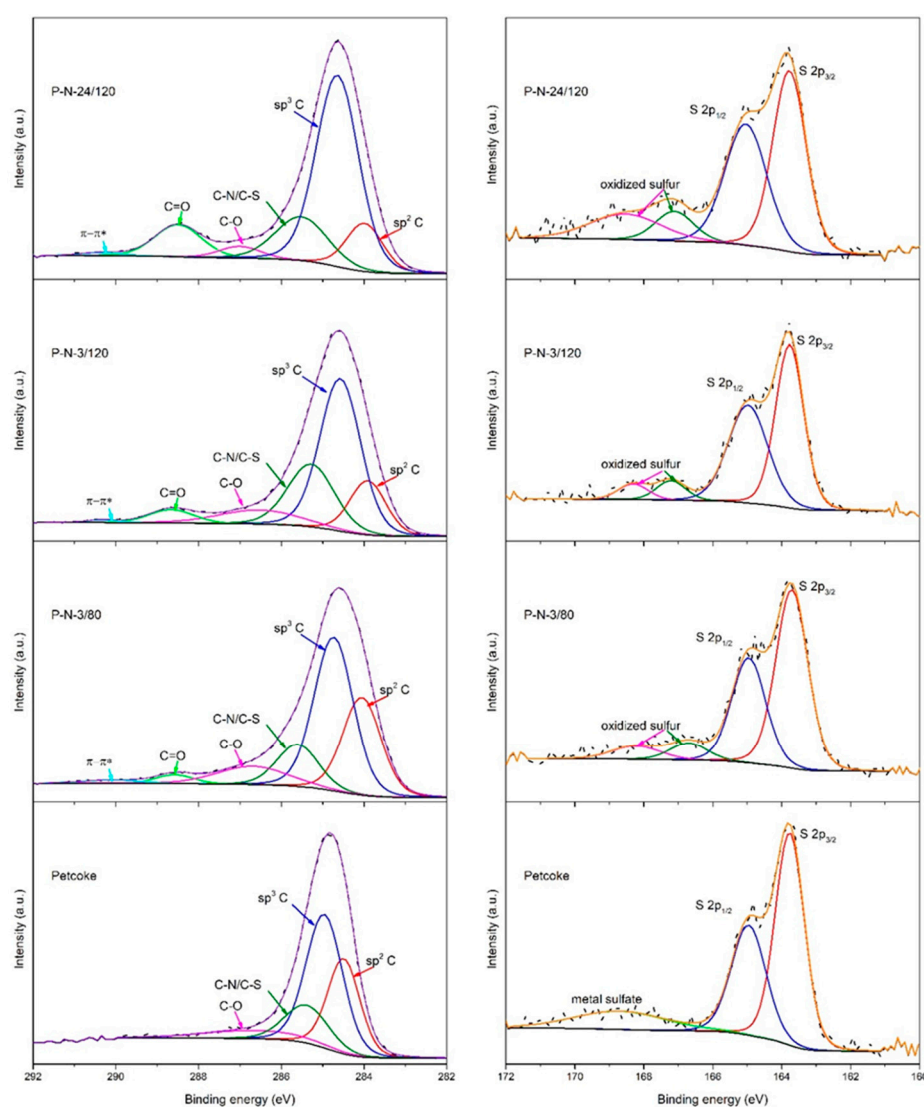 P-N-24/120
sp³ C
C-N/C-S
C=O
C-O
π-π*
sp² C
Intensity (a.u.)
P-N-3/120
sp³ C
C-N/C-S
C-O
C=O
π-π*
sp² C
Intensity (a.u.)
P-N-3/80
sp³ C
sp² C
C-N/C-S
C-O
C=O
π-π*
Intensity (a.u.)
Petcoke
sp³ C
sp² C
C-N/C-S
C-O
Intensity (a.u.)
292 290 288 286 284 282
Binding energy (eV)
P-N-24/120
S 2p3/2
S 2p1/2
oxidized sulfur
Intensity (a.u.)
P-N-3/120
S 2p3/2
S 2p1/2
oxidized sulfur
Intensity (a.u.)
P-N-3/80
S 2p3/2
S 2p1/2
oxidized sulfur
Intensity (a.u.)
Petcoke
S 2p3/2
S 2p1/2
metal sulfate
Intensity (a.u.)
172 170 168 166 164 162 160
Binding energy (eV)